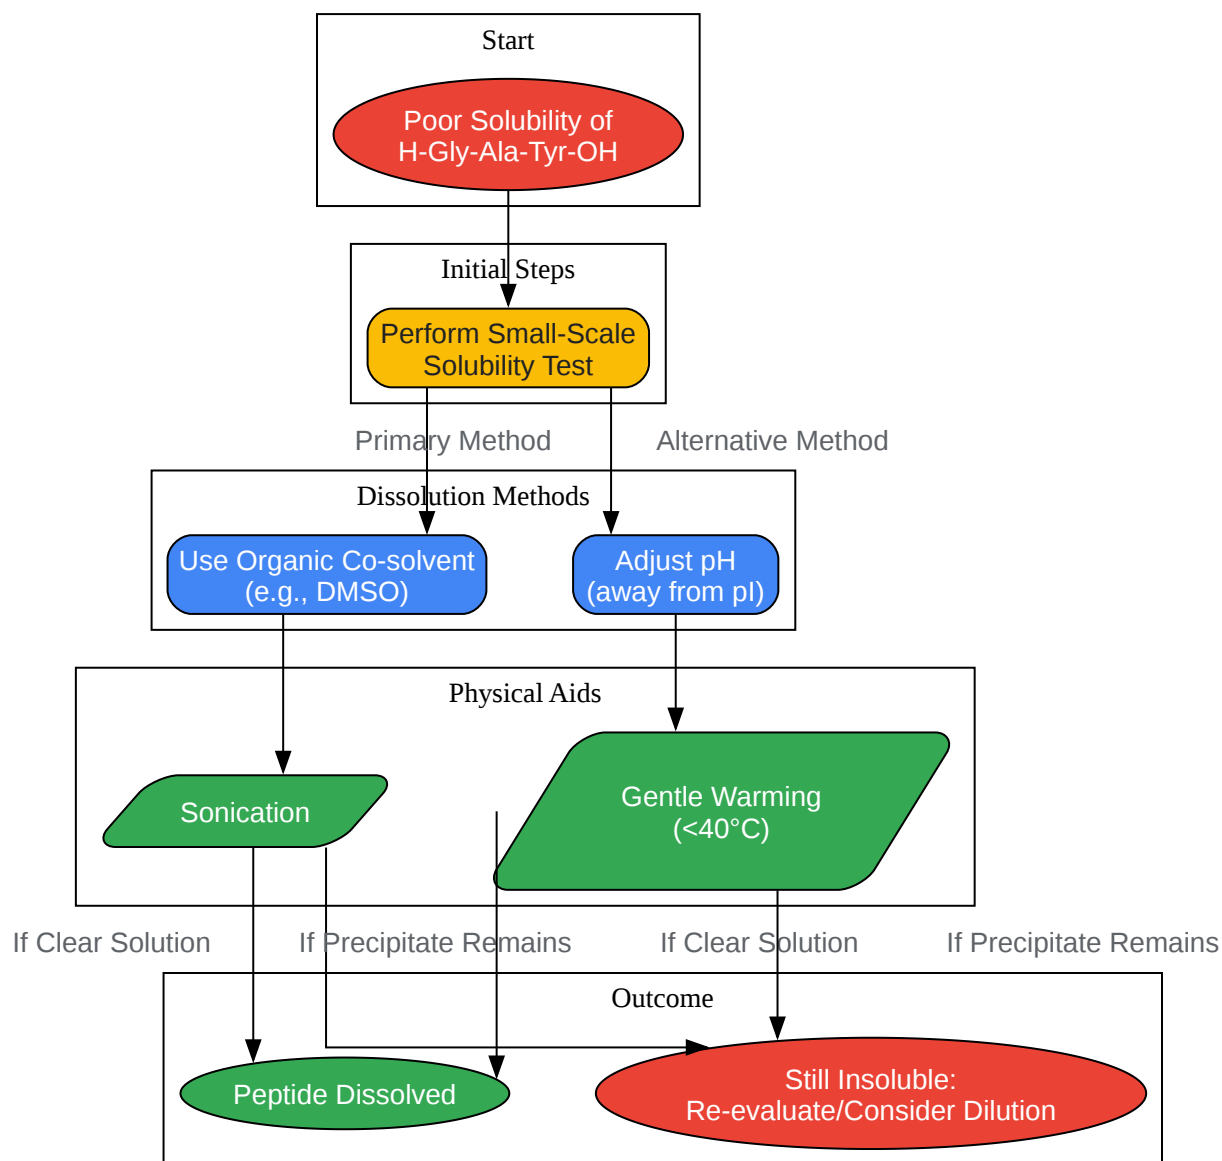 Start
Poor Solubility of
H-Gly-Ala-Tyr-OH
Initial Steps
Perform Small-Scale
Solubility Test
Primary Method
Alternative Method
Dissolution Methods
Use Organic Co-solvent
(e.g., DMSO)
Adjust pH
(away from pI)
Physical Aids
Sonication
Gentle Warming
(<40°C)
If Clear Solution
If Precipitate Remains
If Clear Solution
If Precipitate Remains
Outcome
Peptide Dissolved
Still Insoluble:
Re-evaluate/Consider Dilution